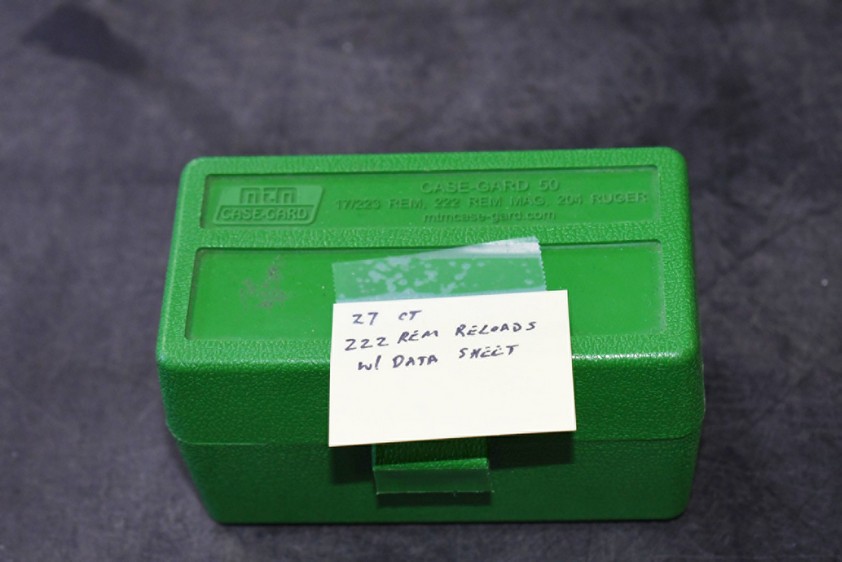 MTM
CASE-GARD
CASE-GARD 50
17/223 REM, 222 REM MAG, 204 RUGER
mtmcase-gard.com
27 CT
222 REM RELOADS
W/ DATA SHEET